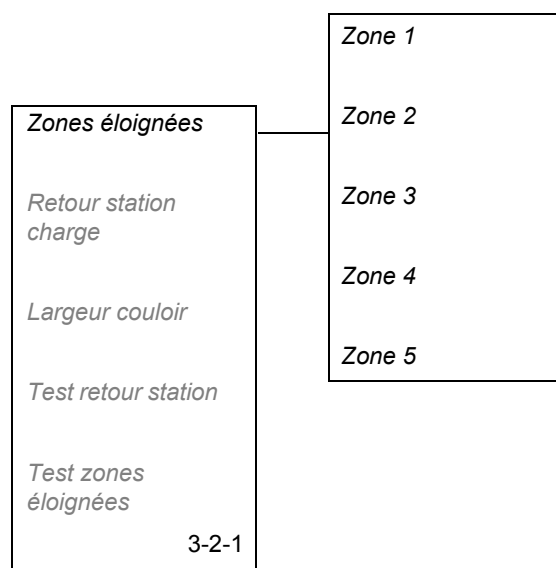 Zones éloignées
Retour station
charge
Largeur couloir
Test retour station
Test zones
éloignées
3-2-1
Zone 1
Zone 2
Zone 3
Zone 4
Zone 5